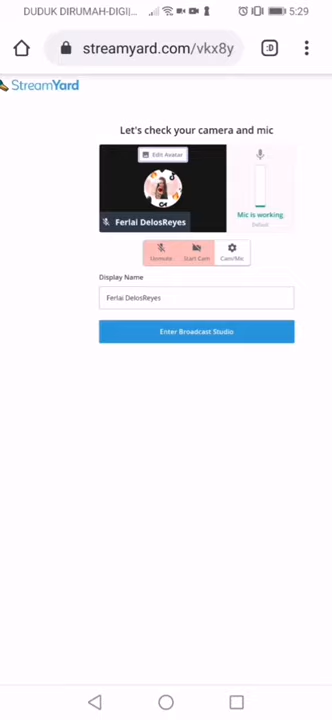 DUDUK DIRUMAH-DIGI|... 5:29
streamyard.com/vkx8y :D
StreamYard
Let's check your camera and mic
Edit Avatar
Ferlai DelosReyes
Mic is working
Default
Unmute Start Cam Cam/Mic
Display Name
Ferlai DelosReyes
Enter Broadcast Studio